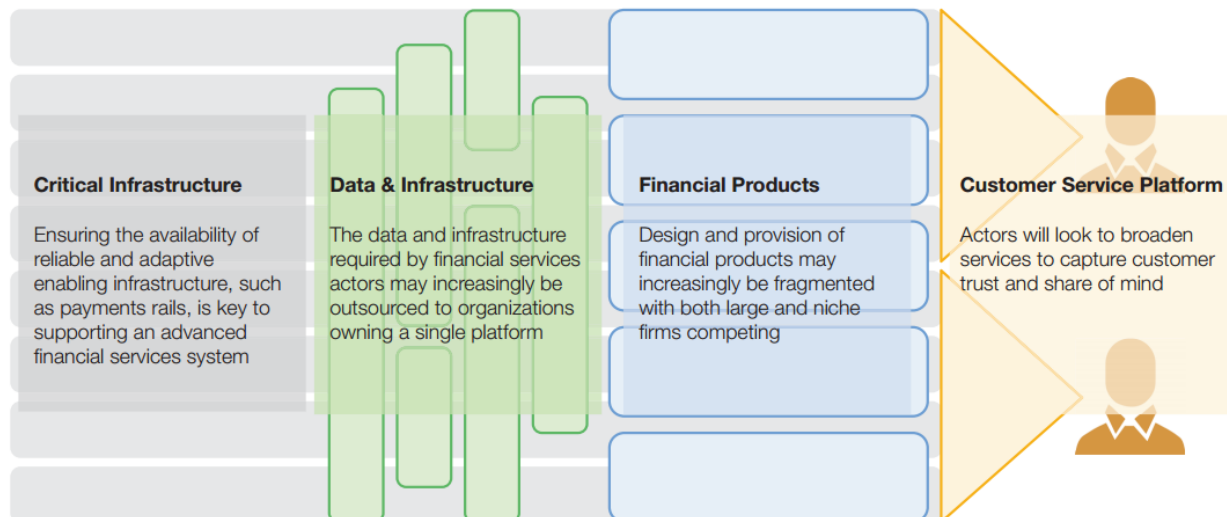 Critical Infrastructure
Ensuring the availability of
reliable and adaptive
enabling infrastructure, such
as payments rails, is key to
supporting an advanced
financial services system
Data & Infrastructure
The data and infrastructure
required by financial services
actors may increasingly be
outsourced to organizations
owning a single platform
Financial Products
Design and provision of
financial products may
increasingly be fragmented
with both large and niche
firms competing
Customer Service Platform
Actors will look to broaden
services to capture customer
trust and share of mind